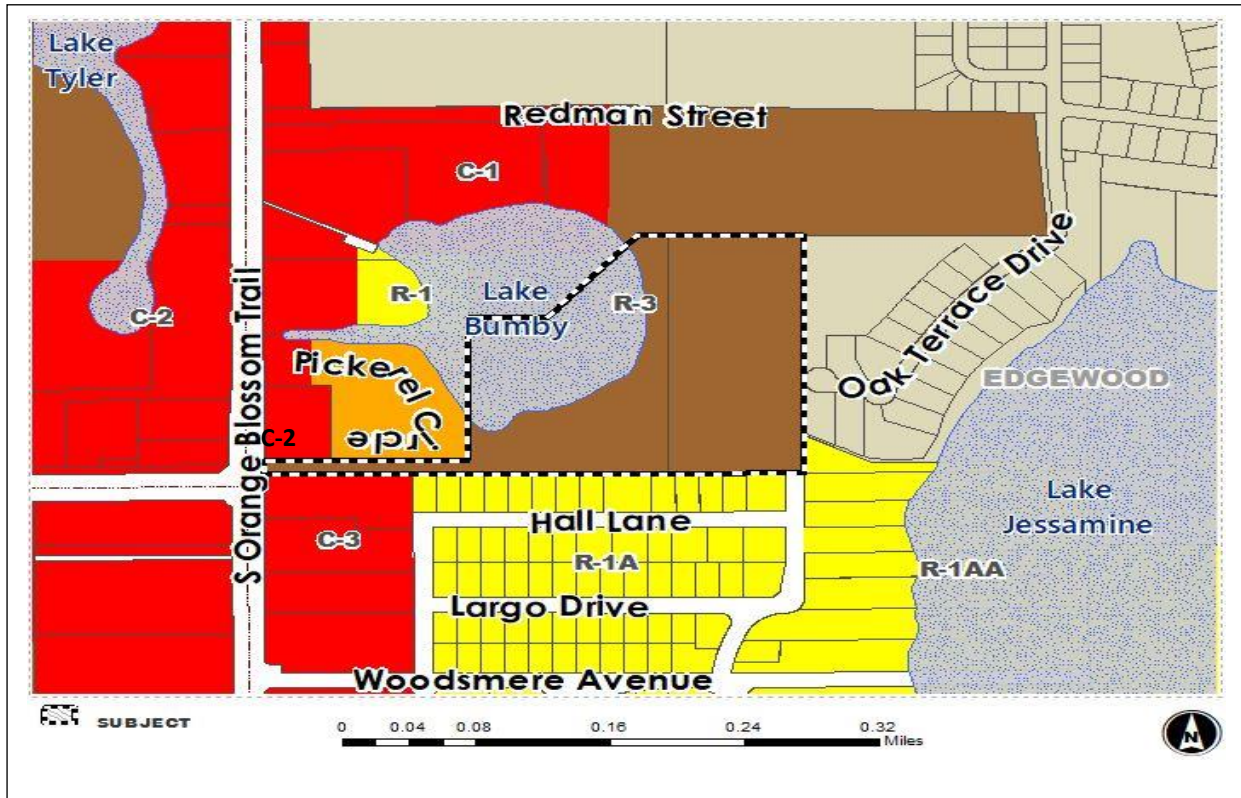 Lake
Tyler
Redman Street
C-1
R-1
Lake
Bumby
R-3
C-2
Oak Terrace Drive
EDGEWOOD
Pickerel Circle
S Orange Blossom Trail
C-2
Lake
Jessamine
Hall Lane
C-3
R-1A
R-1AA
Largo Drive
Woodsmere Avenue
SUBJECT
0 0.04 0.08 0.16 0.24 0.32
Miles
N